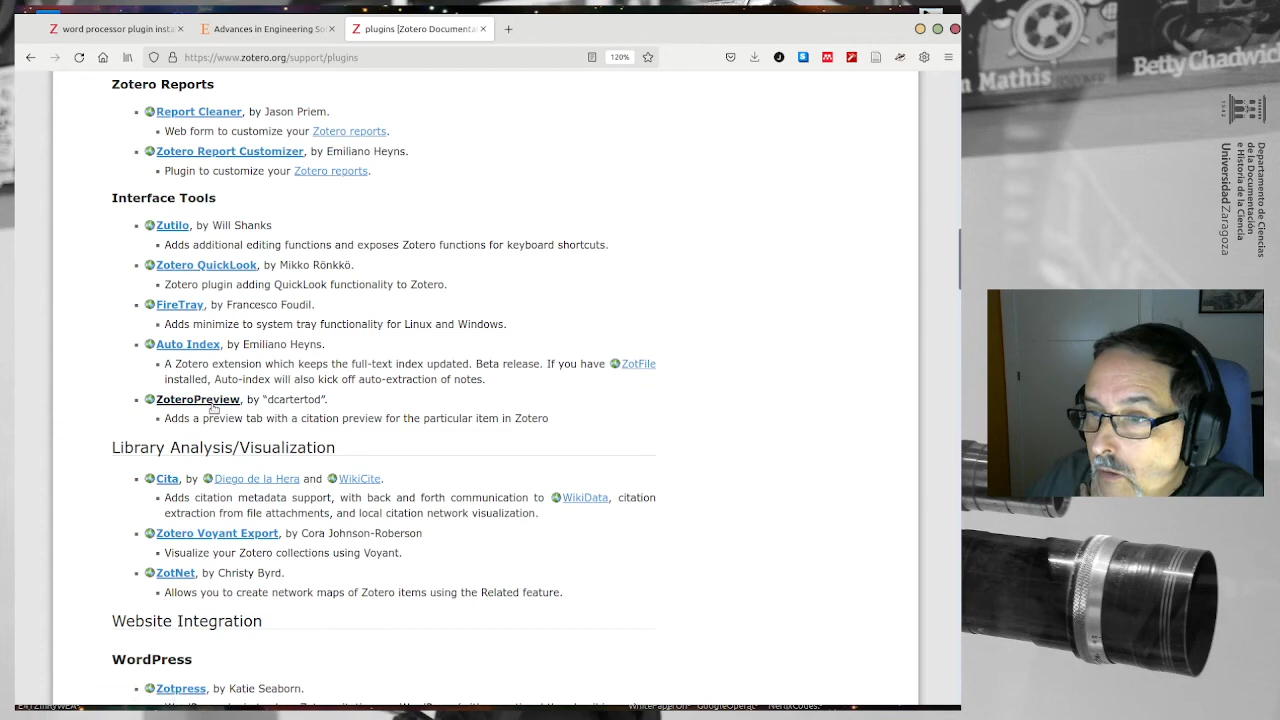 word processor plugin insta
Advances in Engineering So
plugins [Zotero Documenta
https://www.zotero.org/support/plugins
120%
Zotero Reports
Report Cleaner, by Jason Priem.
Web form to customize your Zotero reports.
Zotero Report Customizer, by Emiliano Heyns.
Plugin to customize your Zotero reports.
Interface Tools
Zutilo, by Will Shanks
Adds additional editing functions and exposes Zotero functions for keyboard shortcuts.
Zotero QuickLook, by Mikko Rönkkö.
Zotero plugin adding QuickLook functionality to Zotero.
FireTray, by Francesco Foudil.
Adds minimize to system tray functionality for Linux and Windows.
Auto Index, by Emiliano Heyns.
A Zotero extension which keeps the full-text index updated. Beta release. If you have ZotFile
installed, Auto-index will also kick off auto-extraction of notes.
ZoteroPreview, by “dcartertod”.
Adds a preview tab with a citation preview for the particular item in Zotero
Library Analysis/Visualization
Cita, by Diego de la Hera and WikiCite.
Adds citation metadata support, with back and forth communication to WikiData, citation
extraction from file attachments, and local citation network visualization.
Zotero Voyant Export, by Cora Johnson-Roberson
Visualize your Zotero collections using Voyant.
ZotNet, by Christy Byrd.
Allows you to create network maps of Zotero items using the Related feature.
Website Integration
WordPress
Zotpress, by Katie Seaborn.
Mathis
Betty Chadwi
1542
Departamento de Ciencias
de la Documentación
e Historia de la Ciencia
Universidad Zaragoza